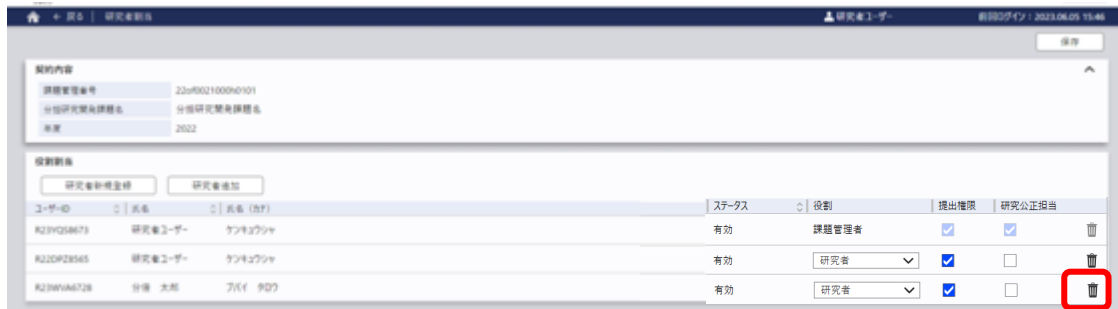 ← 戻る | 研究者割当 研究者ユーザー 前回ログイン : 2023.06.05 15:46
保存
契約内容
課題管理番号 22of0021000h0101
分担研究開発課題名 分担研究開発課題名
年度 2022
役割割当
研究者新規登録 研究者追加
ユーザーID 氏名 氏名 (カナ) ステータス 役割 提出権限 研究公正担当
R23YQS8673 研究者ユーザー ケンキュウシャ 有効 課題管理者
R22DPZ8565 研究者ユーザー ケンキュウシャ 有効 研究者
R23WVA6728 分倍 太郎 ブバイ タロウ 有効 研究者